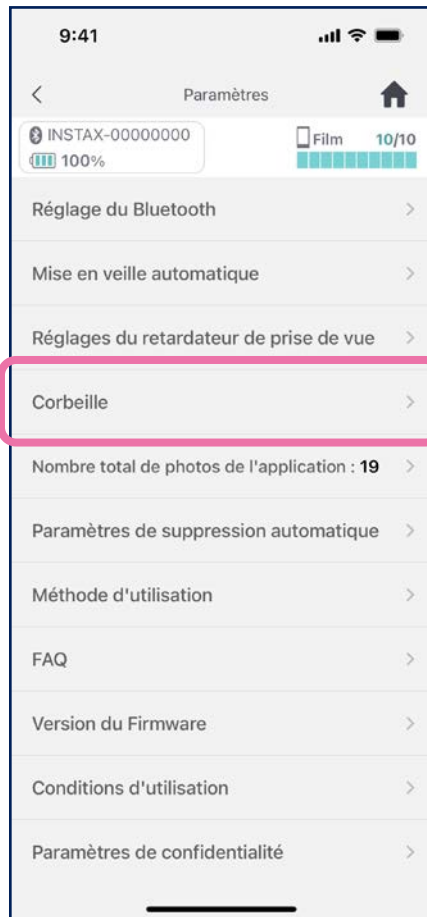 9:41
Paramètres
INSTAX-00000000
100%
Film 10/10
Réglage du Bluetooth
Mise en veille automatique
Réglages du retardateur de prise de vue
Corbeille
Nombre total de photos de l'application : 19
Paramètres de suppression automatique
Méthode d'utilisation
FAQ
Version du Firmware
Conditions d'utilisation
Paramètres de confidentialité